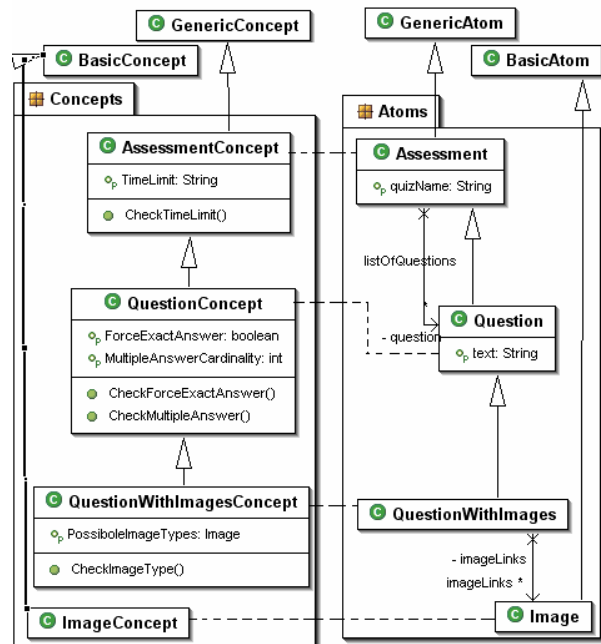 GenericConcept
GenericAtom
BasicConcept
BasicAtom
Concepts
Atoms
AssessmentConcept
TimeLimit: String
CheckTimeLimit()
Assessment
quizName: String
listOfQuestions
*
- question
QuestionConcept
ForceExactAnswer: boolean
MultipleAnswerCardinality: int
CheckForceExactAnswer()
CheckMultipleAnswer()
Question
text: String
QuestionWithImagesConcept
PossiboleImageTypes: Image
CheckImageType()
QuestionWithImages
- imageLinks
imageLinks *
ImageConcept
Image